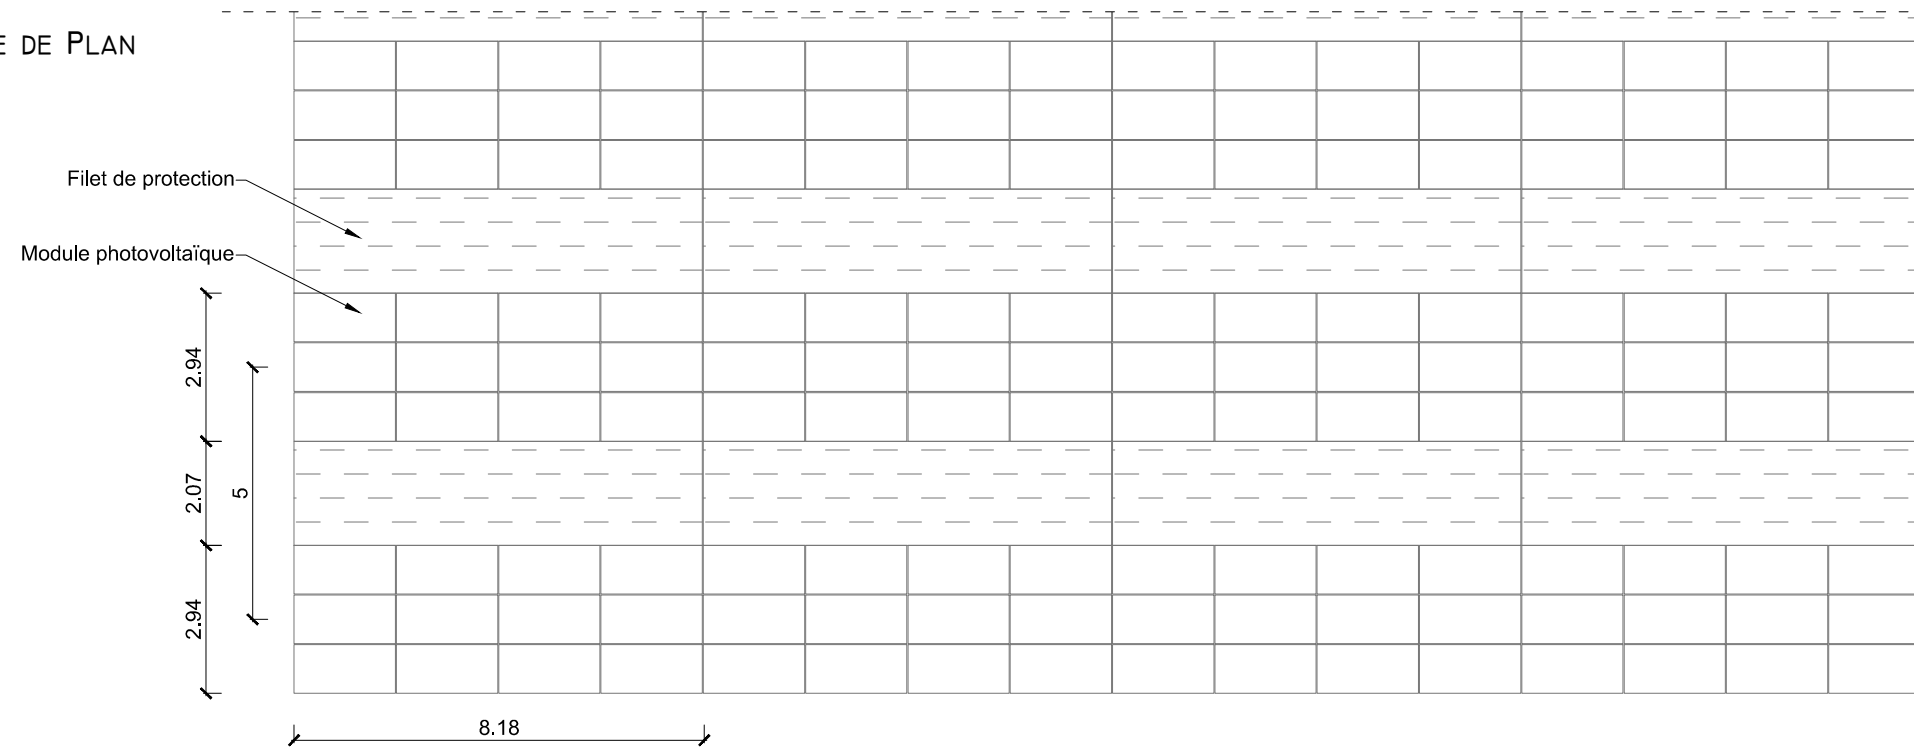 DE PLAN
Filet de protection
Module photovoltaïque
2.94
5
2.07
2.94
8.18